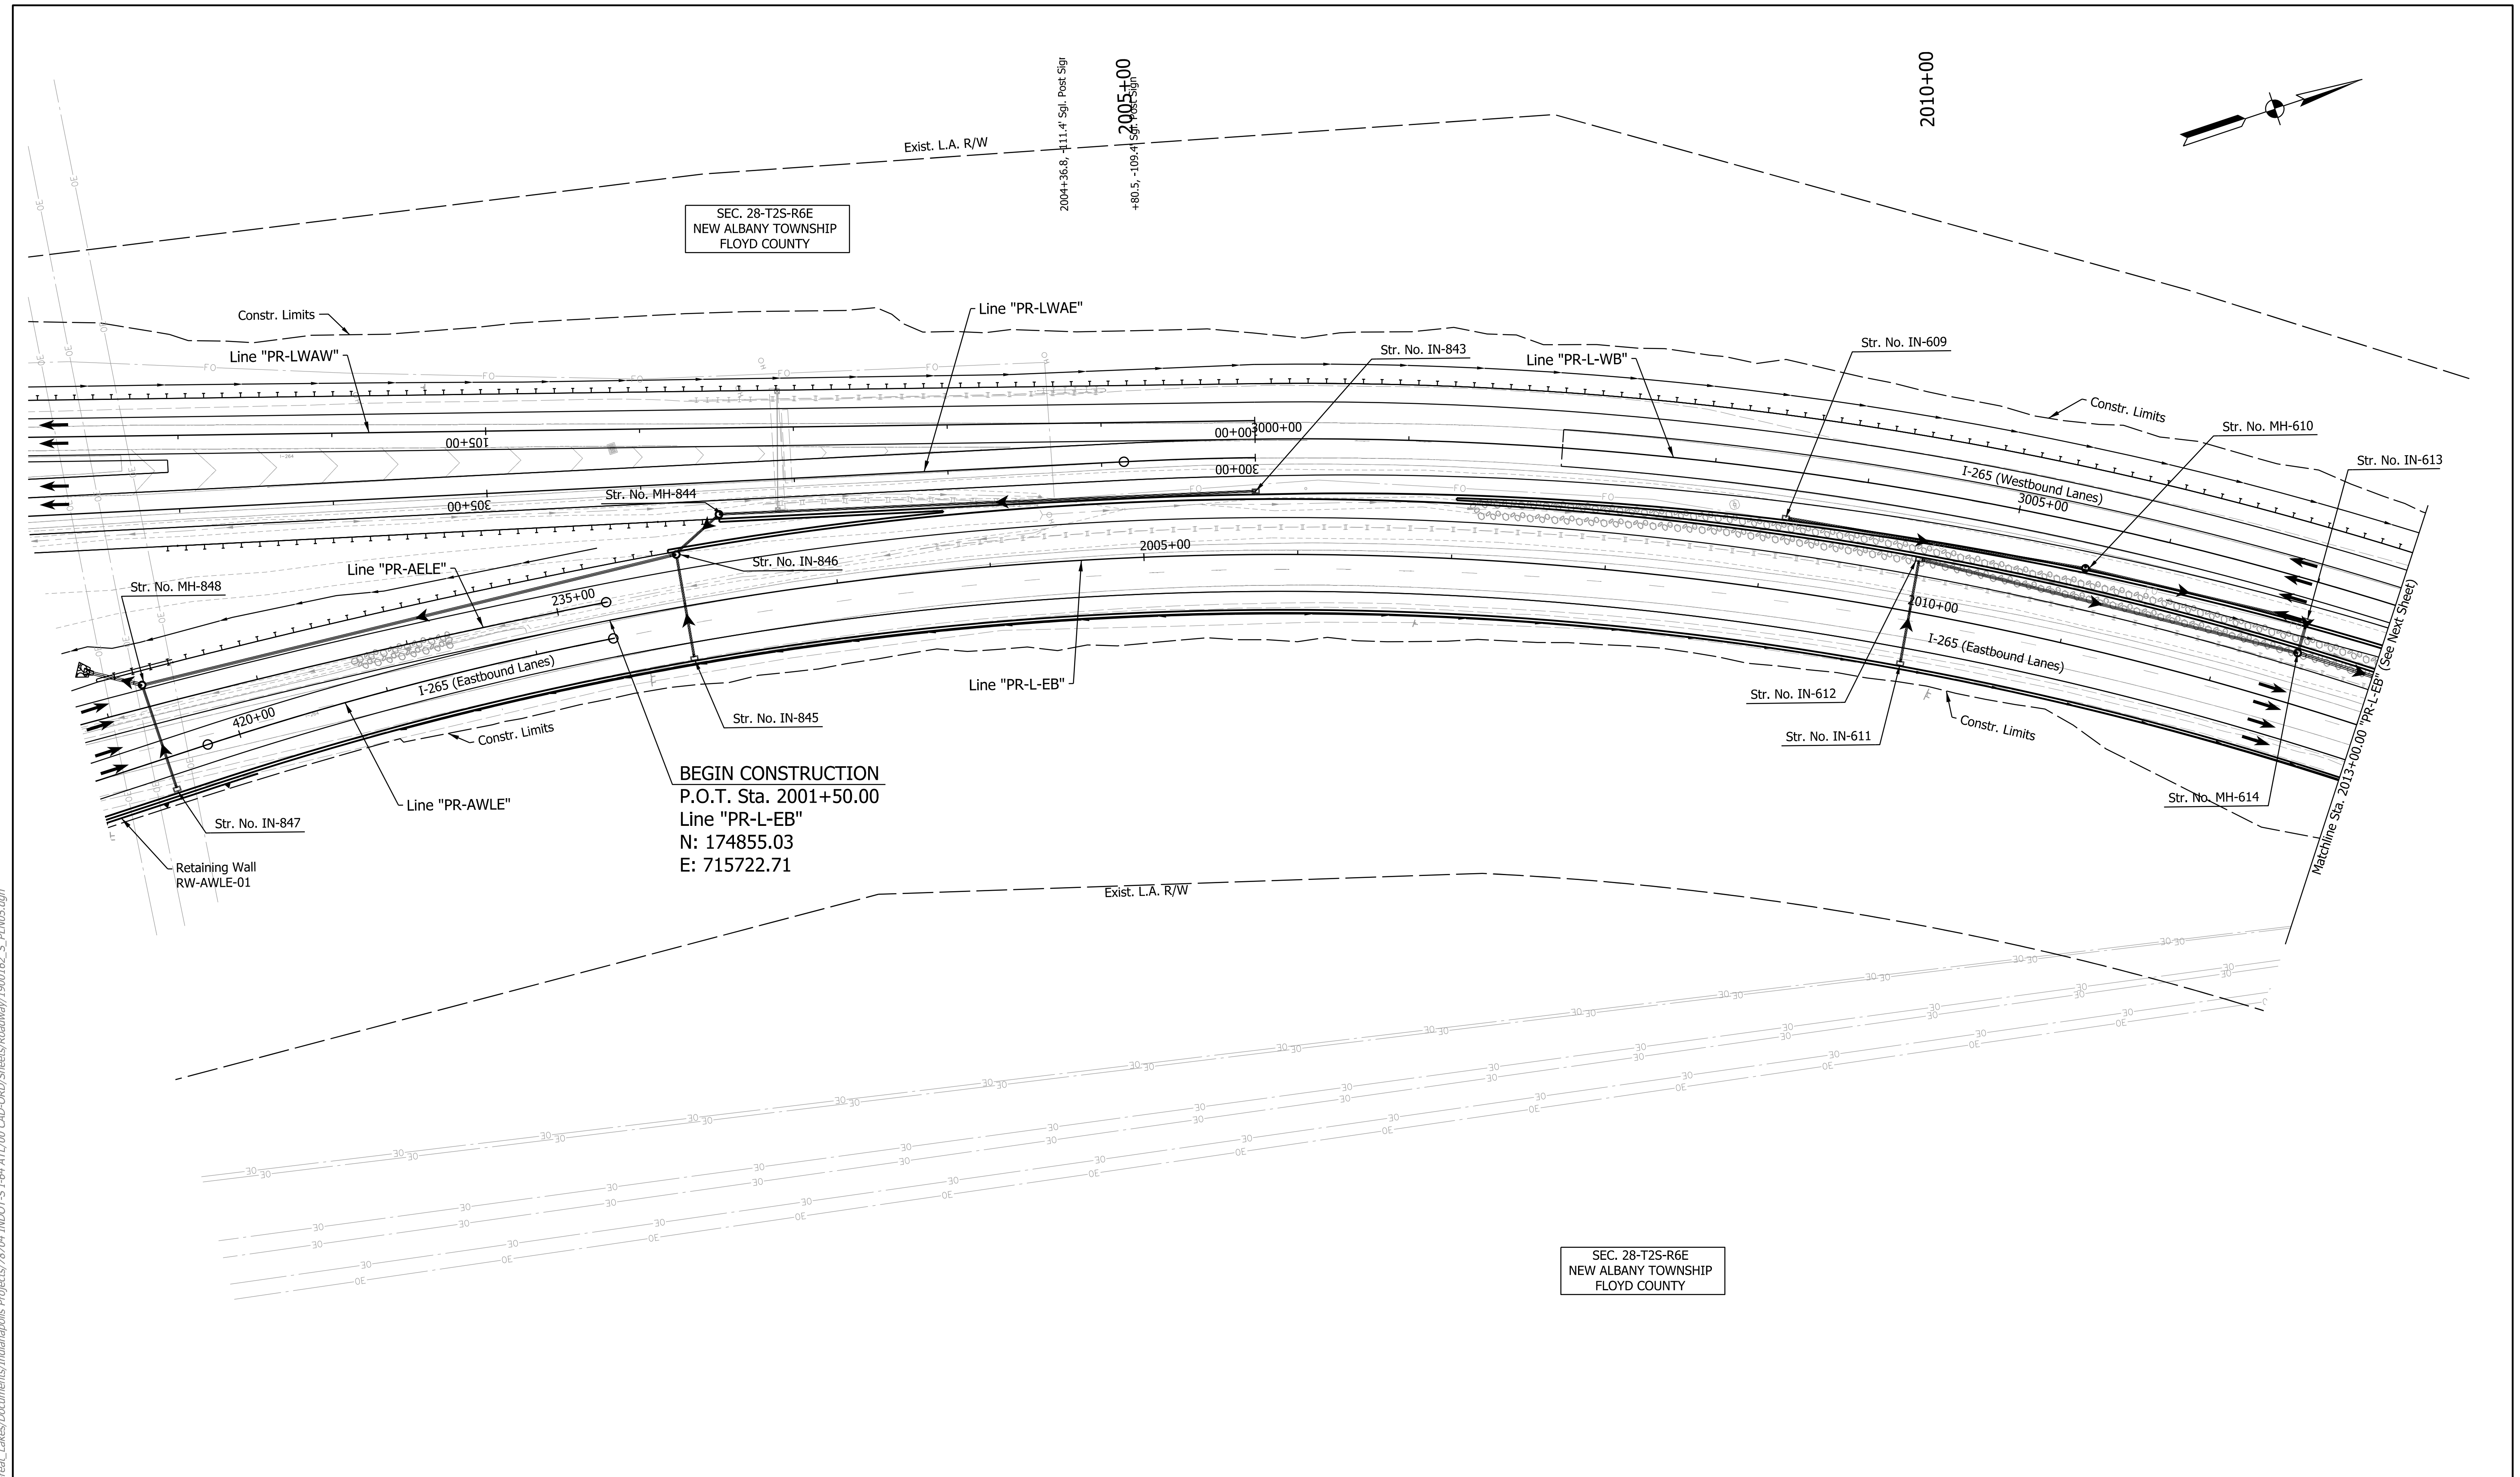 2004+36.8, -111.4' Sgl. Post Sign
2005+00
+80.5, -109.4' Sgl. Post Sign
2010+00
Exist. L.A. R/W
SEC. 28-T2S-R6E
NEW ALBANY TOWNSHIP
FLOYD COUNTY
Constr. Limits
Line "PR-LWAE"
Line "PR-LWAW"
Str. No. IN-843
Line "PR-L-WB"
Str. No. IN-609
Constr. Limits
Str. No. MH-610
Str. No. IN-613
105+00
3000+00
300+00
I-265 (Westbound Lanes)
3005+00
305+00
Str. No. MH-844
2005+00
Str. No. IN-846
Line "PR-AELE"
Str. No. MH-848
235+00
2010+00
I-265 (Eastbound Lanes)
I-265 (Eastbound Lanes)
420+00
Line "PR-L-EB"
Str. No. IN-612
Str. No. IN-611
Constr. Limits
Str. No. IN-845
Constr. Limits
Str. No. MH-614
Matchline Sta. 2013+00.00 "PR-L-EB" (See Next Sheet)
BEGIN CONSTRUCTION
P.O.T. Sta. 2001+50.00
Line "PR-L-EB"
N: 174855.03
E: 715722.71
Line "PR-AWLE"
Str. No. IN-847
Retaining Wall
RW-AWLE-01
Exist. L.A. R/W
SEC. 28-T2S-R6E
NEW ALBANY TOWNSHIP
FLOYD COUNTY